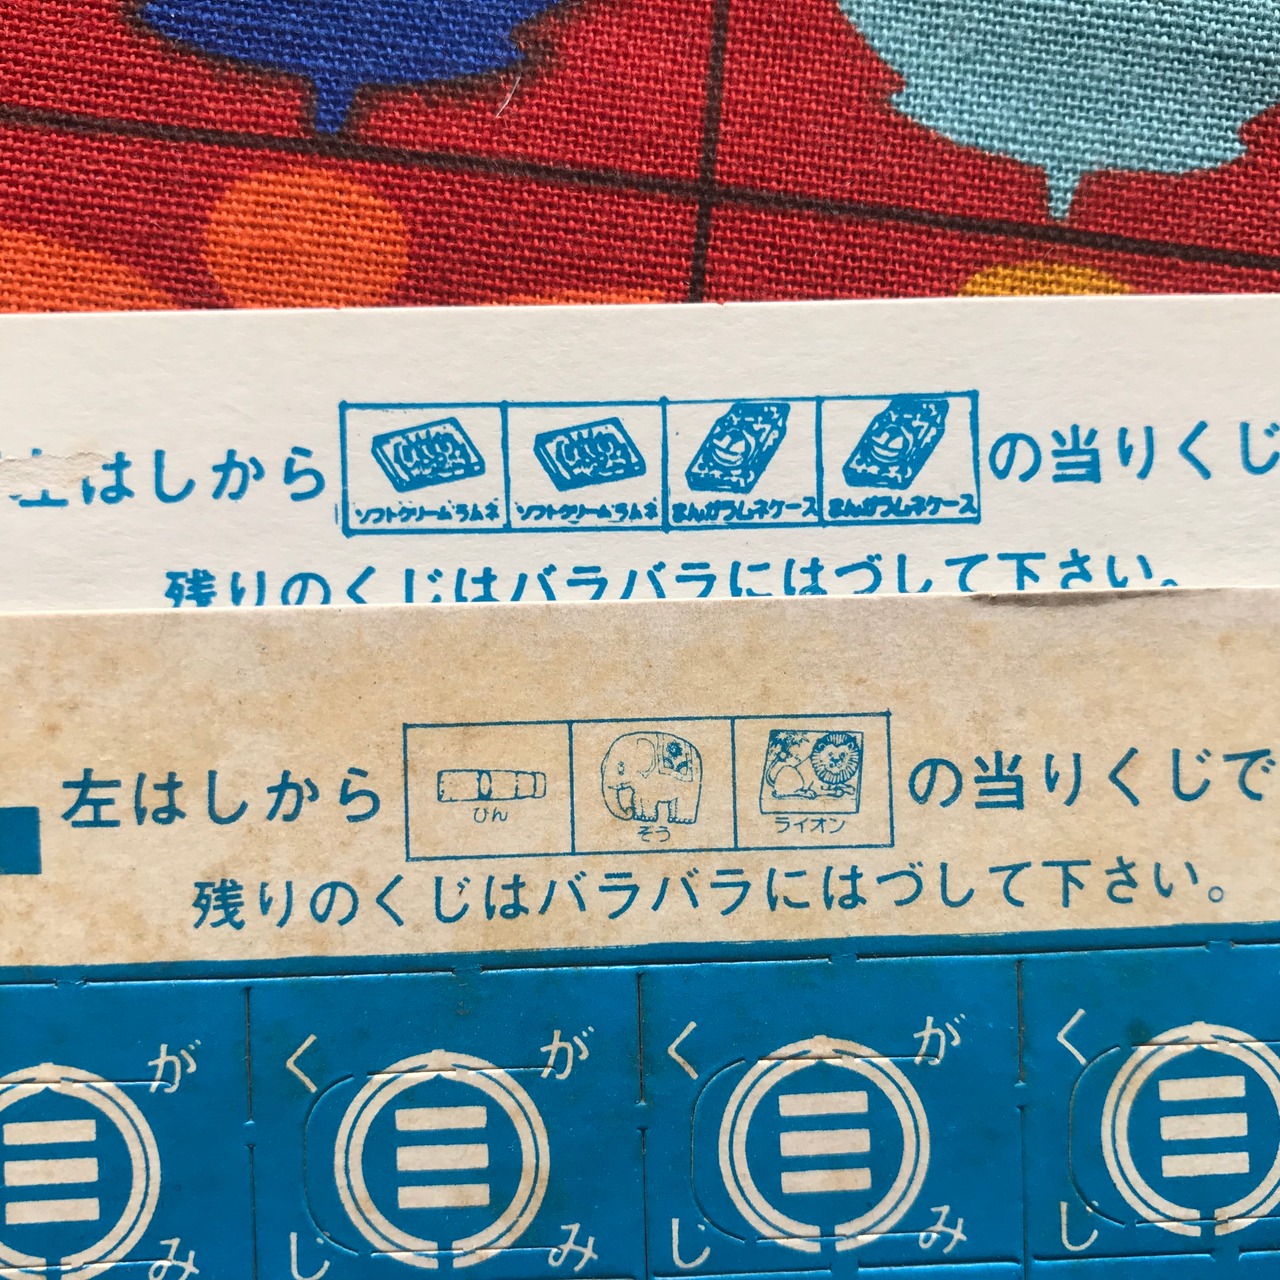 左はしから
ソフトクリームラムネ ソフトクリームラムネ まんがラムネケース まんがラムネケース
の当りくじ
残りのくじはバラバラにはづして下さい。
左はしから
びん ぞう ライオン
の当りくじで
残りのくじはバラバラにはづして下さい。
が くじ がみ くじ がみ くじ
み